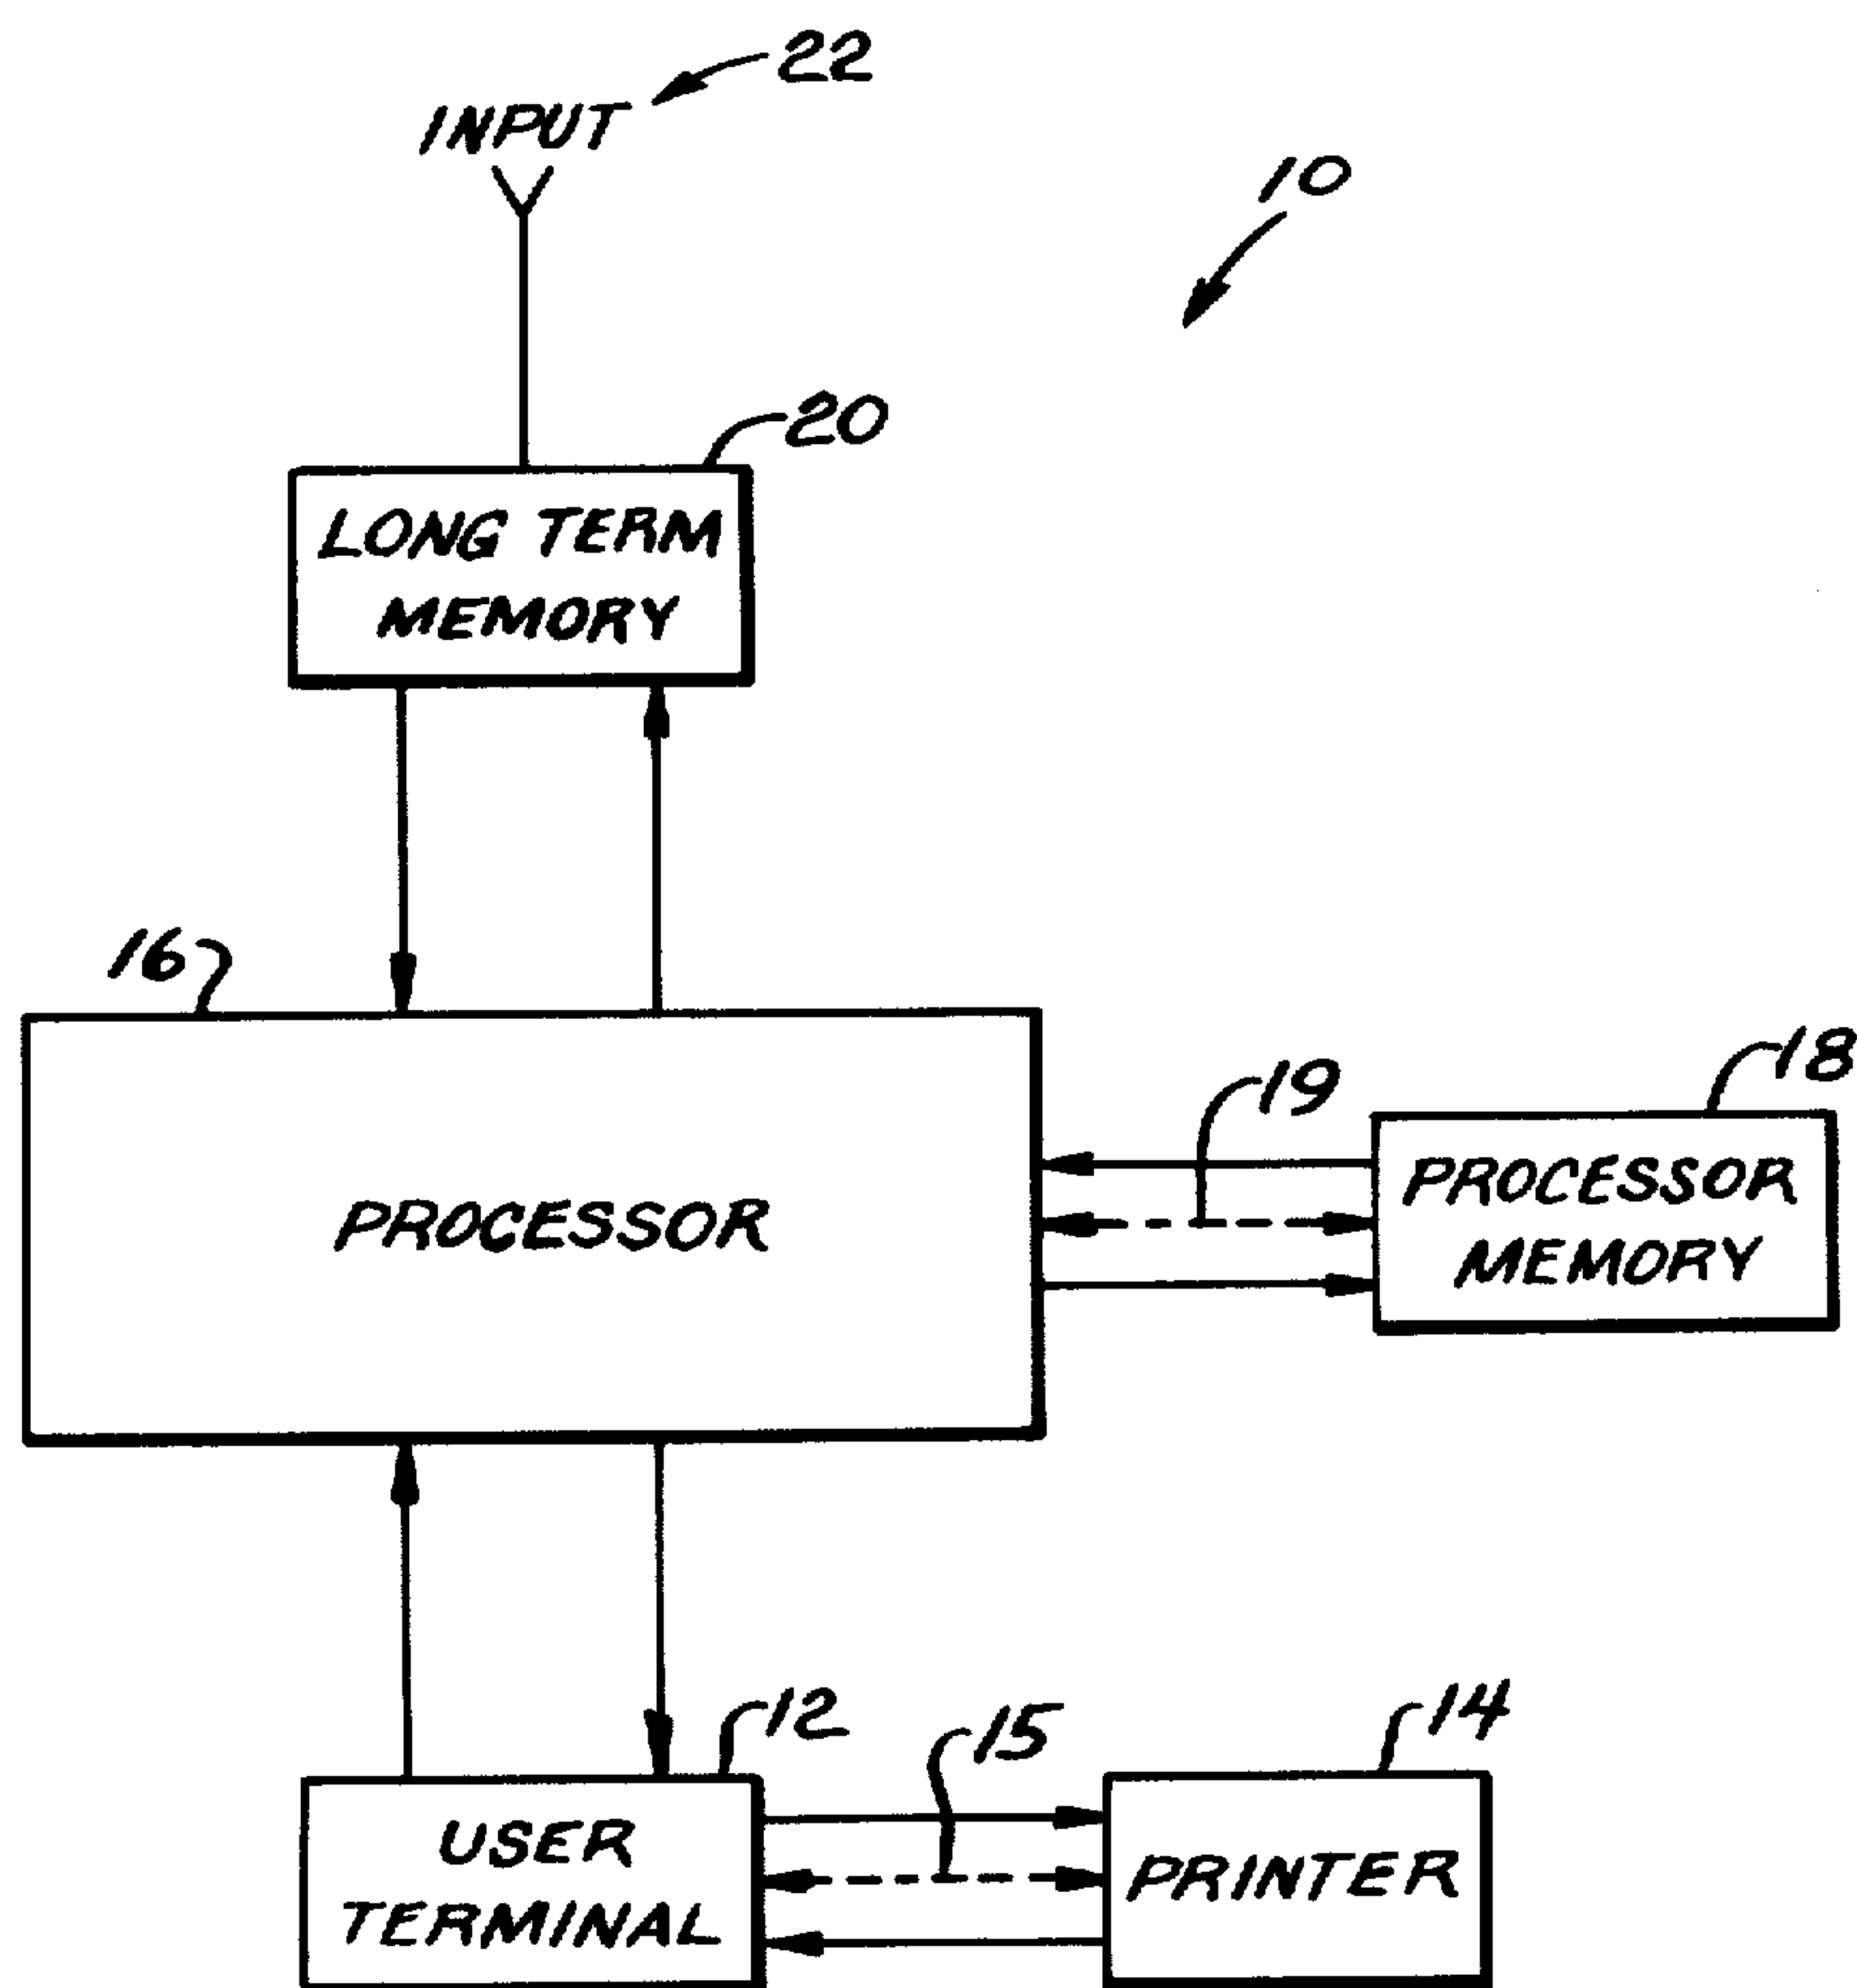 22
INPUT
10
20
LONG TERM
MEMORY
16
19
18
PROCESSOR
PROCESSOR
MEMORY
12
15
14
USER
TERMINAL
PRINTER